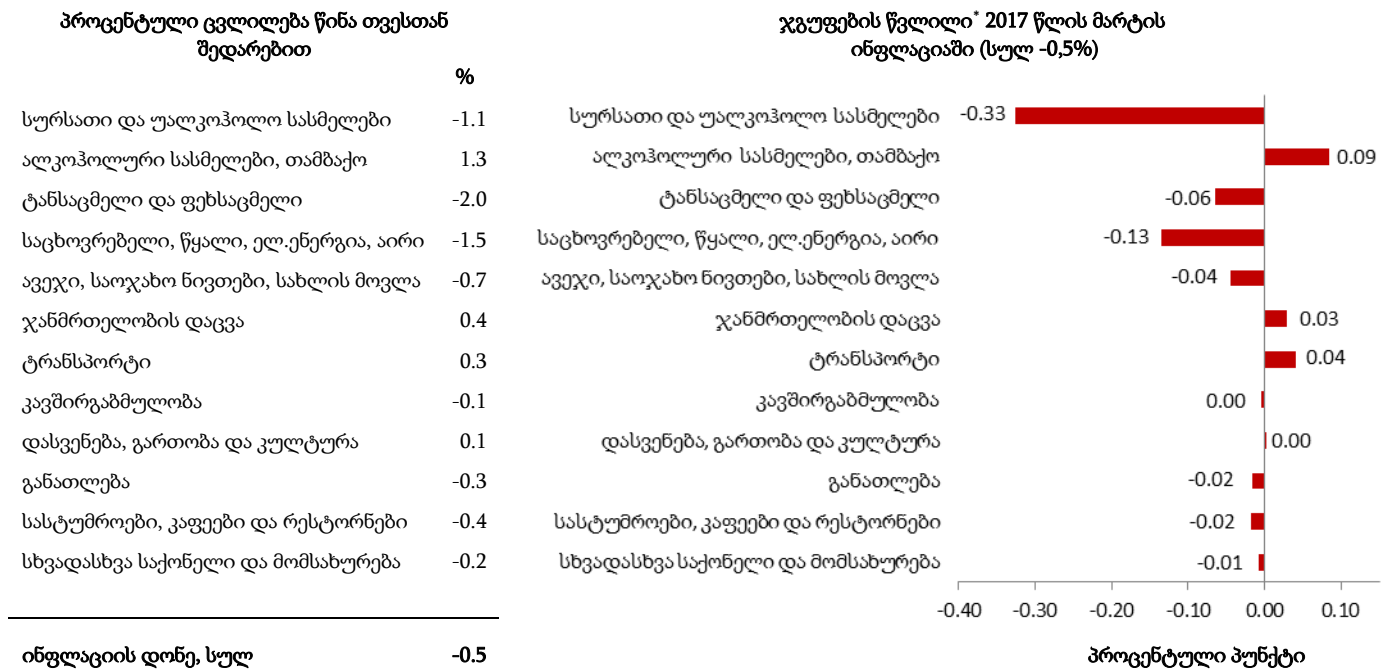 პროცენტული ცვლილება წინა თვესთან
შედარებით
%
სურსათი და უალკოჰოლო სასმელები -1.1
ალკოჰოლური სასმელები, თამბაქო 1.3
ტანსაცმელი და ფეხსაცმელი -2.0
საცხოვრებელი, წყალი, ელ.ენერგია, აირი -1.5
ავეჯი, საოჯახო ნივთები, სახლის მოვლა -0.7
ჯანმრთელობის დაცვა 0.4
ტრანსპორტი 0.3
კავშირგაბმულობა -0.1
დასვენება, გართობა და კულტურა 0.1
განათლება -0.3
სასტუმროები, კაფეები და რესტორნები -0.4
სხვადასხვა საქონელი და მომსახურება -0.2
ინფლაციის დონე, სულ -0.5
ჯგუფების წვლილი* 2017 წლის მარტის
ინფლაციაში (სულ -0,5%)
სურსათი და უალკოჰოლო სასმელები -0.33
ალკოჰოლური სასმელები, თამბაქო 0.09
ტანსაცმელი და ფეხსაცმელი -0.06
საცხოვრებელი, წყალი, ელ.ენერგია, აირი -0.13
ავეჯი, საოჯახო ნივთები, სახლის მოვლა -0.04
ჯანმრთელობის დაცვა 0.03
ტრანსპორტი 0.04
კავშირგაბმულობა 0.00
დასვენება, გართობა და კულტურა 0.00
განათლება -0.02
სასტუმროები, კაფეები და რესტორნები -0.02
სხვადასხვა საქონელი და მომსახურება -0.01
-0.40 -0.30 -0.20 -0.10 0.00 0.10
პროცენტული პუნქტი